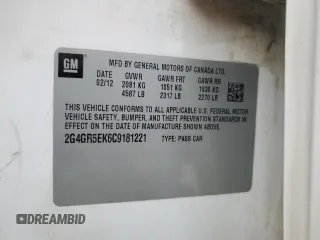 GM
MFD BY GENERAL MOTORS OF CANADA LTD.
DATE GVWR GAWR FRT GAWR RR
02/12 2081 KG 1051 KG 1030 KG
4587 LB 2317 LB 2270 LB
THIS VEHICLE CONFORMS TO ALL APPLICABLE U.S. FEDERAL MOTOR
VEHICLE SAFETY, BUMPER, AND THEFT PREVENTION STANDARDS IN EFFECT
ON THE DATE OF MANUFACTURE SHOWN ABOVE.
2G4GR5EK6C9181221 TYPE: PASS CAR
DREAMBID
DREAMBID.com